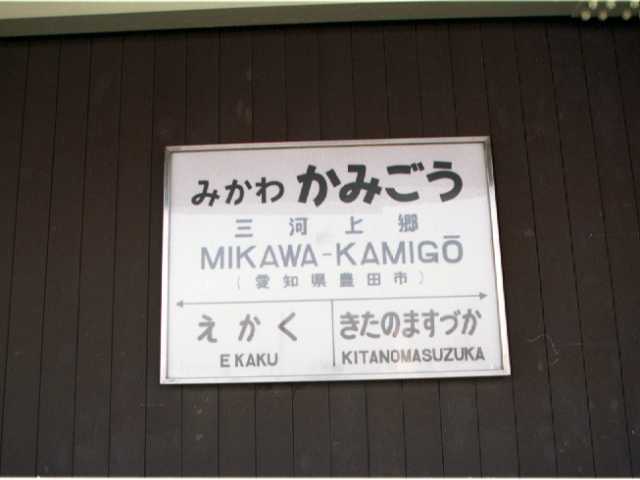 みかわ かみごう
三河上郷
MIKAWA-KAMIGŌ
(愛知県豊田市)
えかく きたのますづか
EKAKU KITANOMASUZUKA